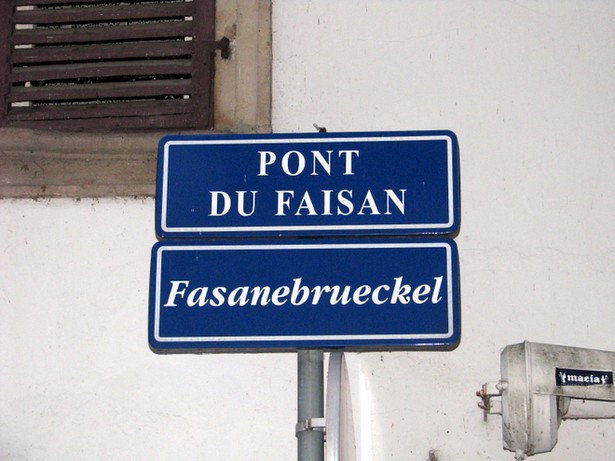 PONT
DU FAISAN
Fasanebrueckel
macia